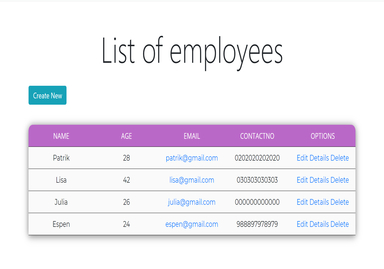 List of employees
Create New
NAME AGE EMAIL CONTACTNO OPTIONS
Patrik 28 patrik@gmail.com 0202020202020 Edit Details Delete
Lisa 42 lisa@gmail.com 030303030303 Edit Details Delete
Julia 26 julia@gmail.com 000000000000 Edit Details Delete
Espen 24 espen@gmail.com 988897978979 Edit Details Delete